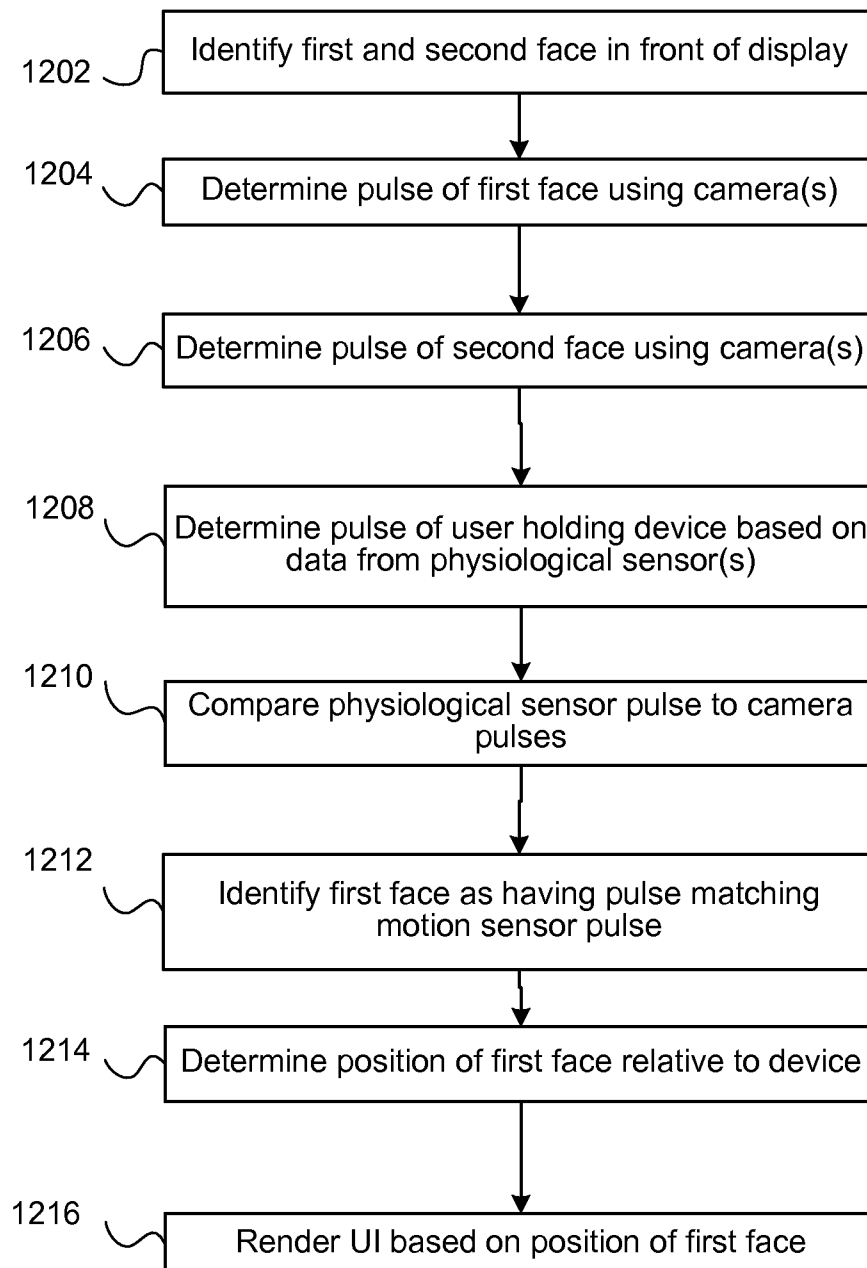 1202
Identify first and second face in front of display
1204
Determine pulse of first face using camera(s)
1206
Determine pulse of second face using camera(s)
1208
Determine pulse of user holding device based on
data from physiological sensor(s)
1210
Compare physiological sensor pulse to camera
pulses
1212
Identify first face as having pulse matching
motion sensor pulse
1214
Determine position of first face relative to device
1216
Render UI based on position of first face